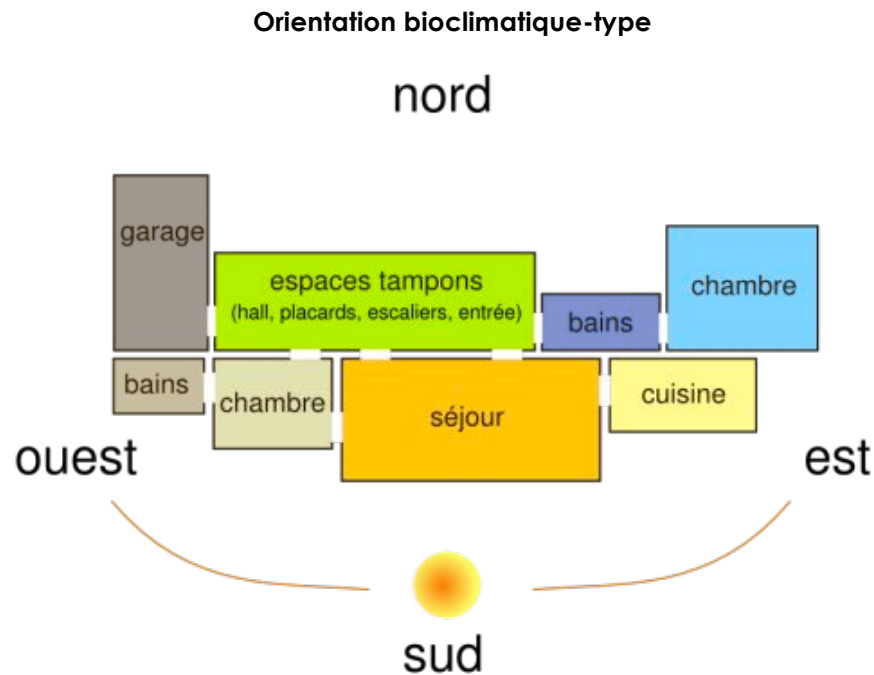 Orientation bioclimatique-type
nord
garage
espaces tampons
(hall, placards, escaliers, entrée)
chambre
bains
bains
chambre
séjour
cuisine
ouest
est
sud